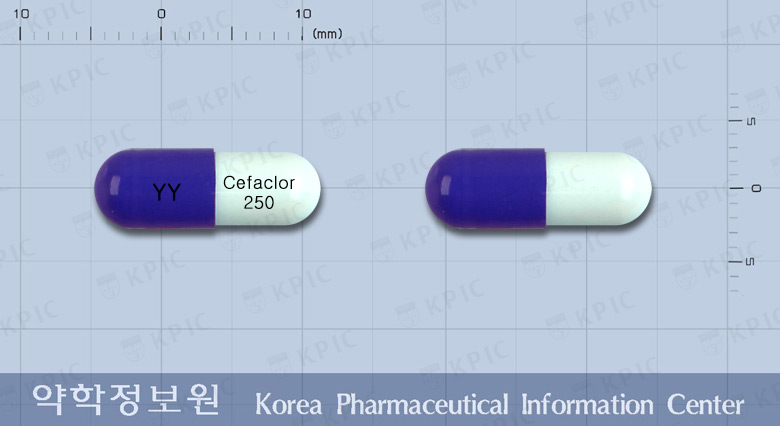 10 0 10
(mm)
YY
Cefaclor
250
5
0
5
KPIC
약학정보원 Korea Pharmaceutical Information Center